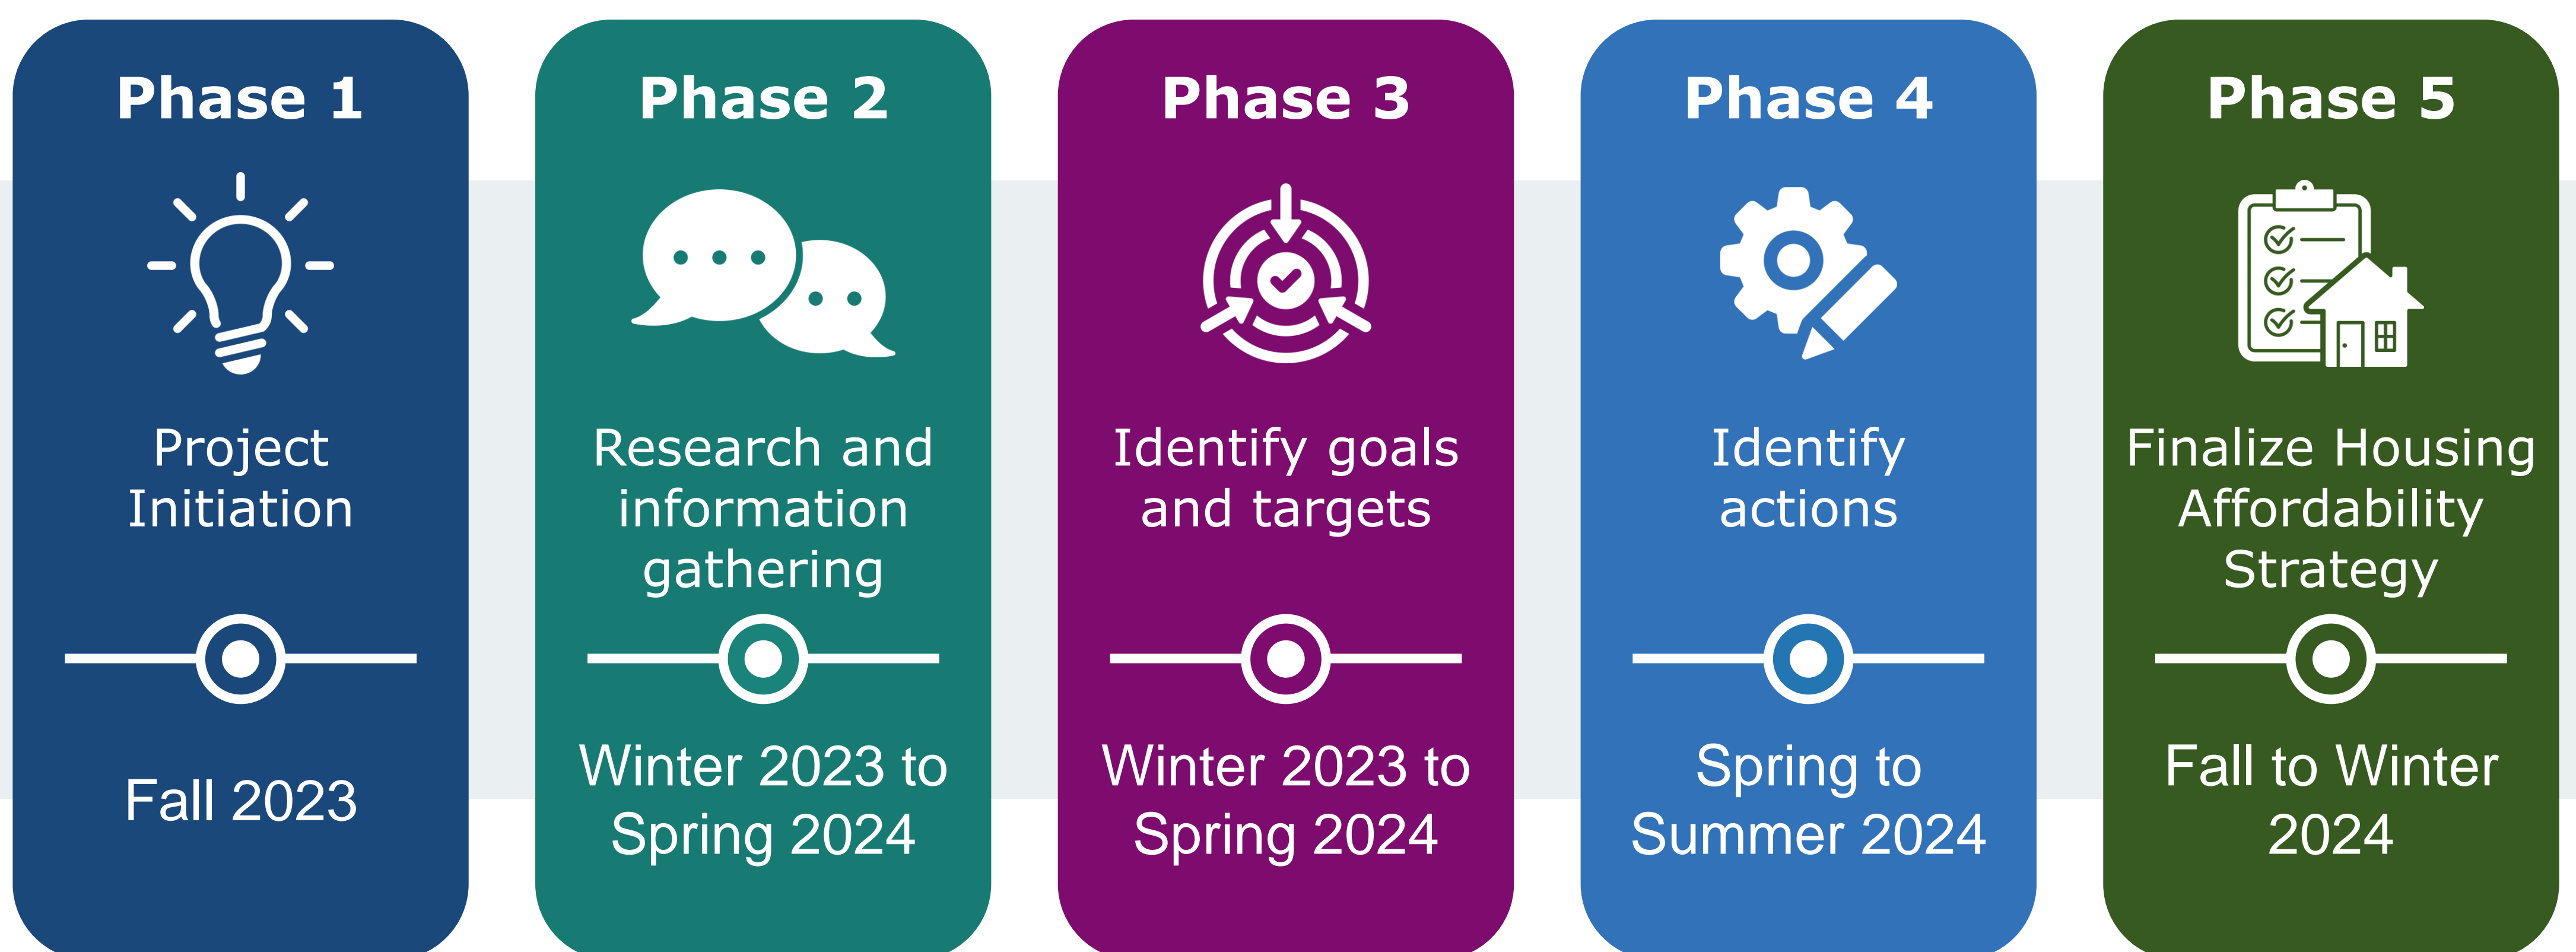 Phase 1
Project
Initiation
Fall 2023
Phase 2
Research and
information
gathering
Winter 2023 to
Spring 2024
Phase 3
Identify goals
and targets
Winter 2023 to
Spring 2024
Phase 4
Identify
actions
Spring to
Summer 2024
Phase 5
Finalize Housing
Affordability
Strategy
Fall to Winter
2024